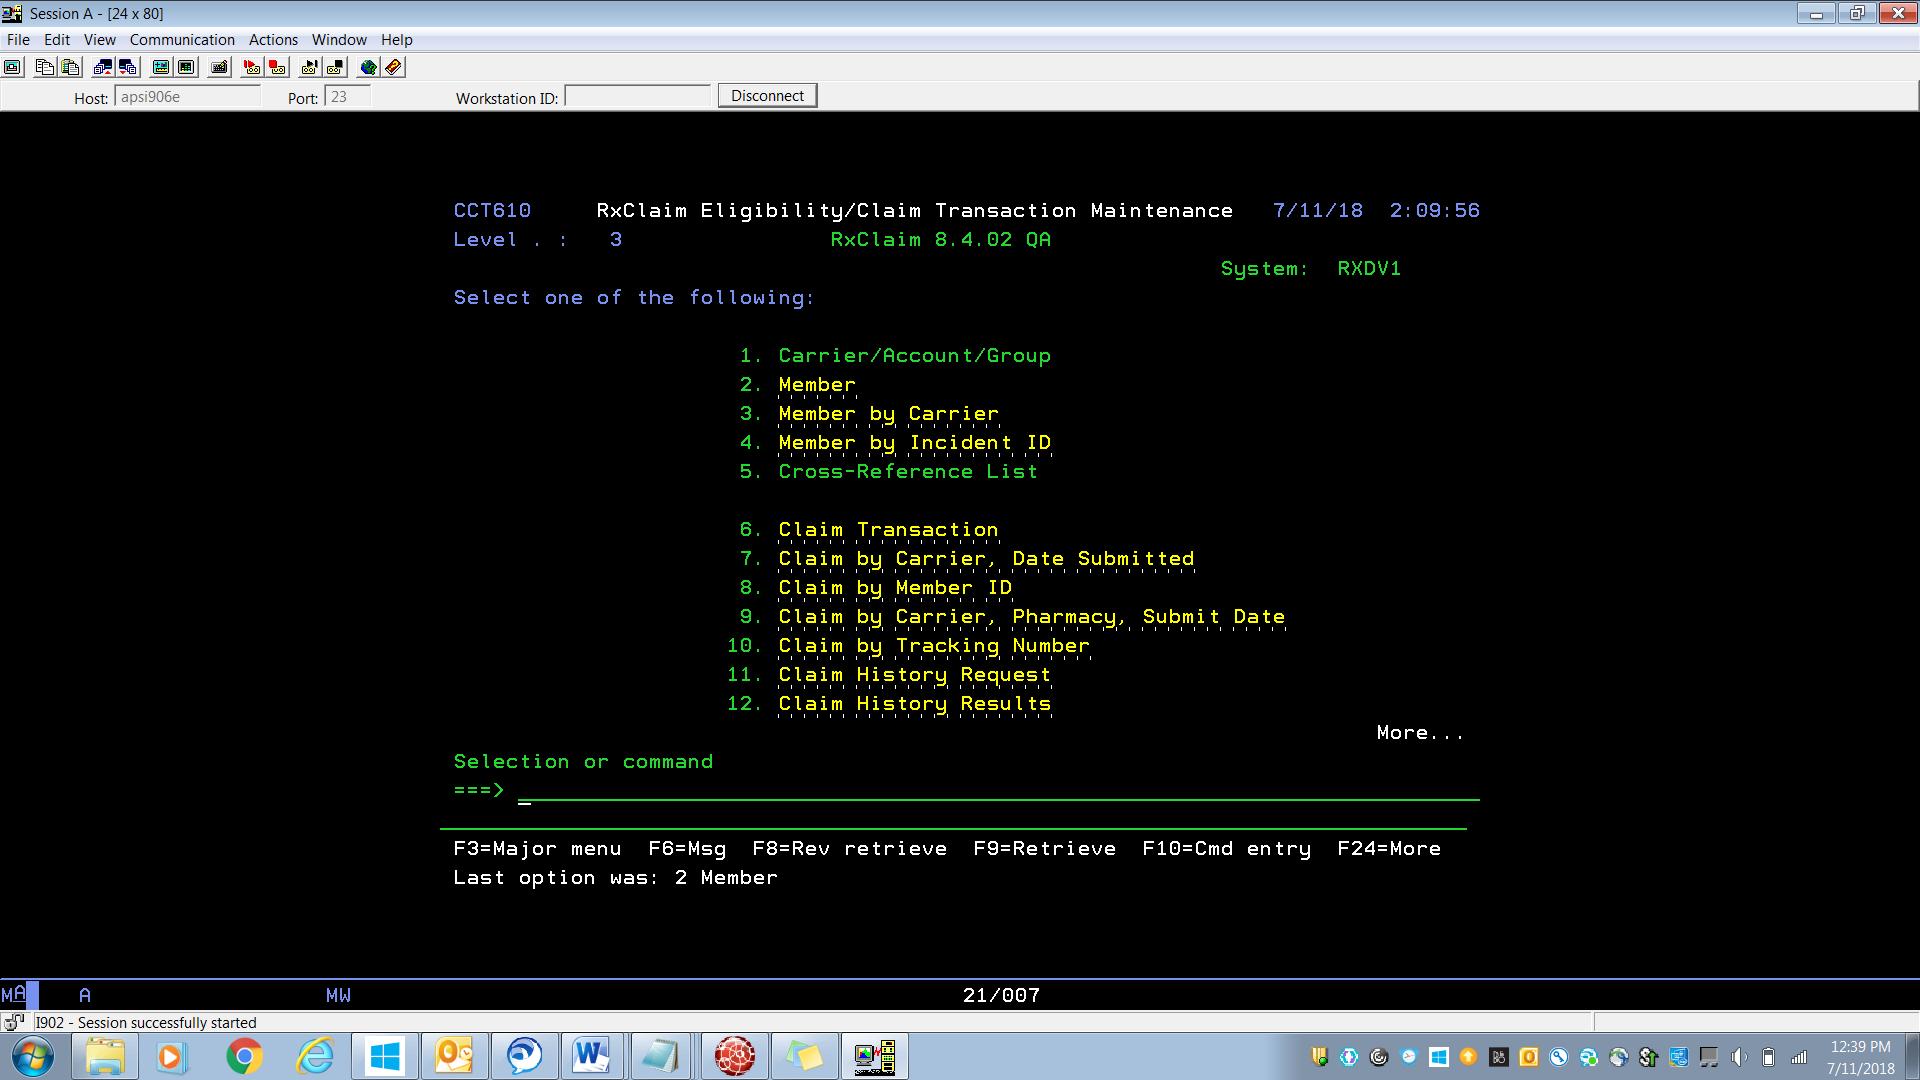 Session A - [24 x 80]
File Edit View Communication Actions Window Help
Host: apsi906e Port: 23 Workstation ID: Disconnect
CCT610 RxClaim Eligibility/Claim Transaction Maintenance 7/11/18 2:09:56
Level . : 3 RxClaim 8.4.02 QA
System: RXDV1
Select one of the following:
1. Carrier/Account/Group
2. Member
3. Member by Carrier
4. Member by Incident ID
5. Cross-Reference List
6. Claim Transaction
7. Claim by Carrier, Date Submitted
8. Claim by Member ID
9. Claim by Carrier, Pharmacy, Submit Date
10. Claim by Tracking Number
11. Claim History Request
12. Claim History Results
More...
Selection or command
===> _
F3=Major menu F6=Msg F8=Rev retrieve F9=Retrieve F10=Cmd entry F24=More
Last option was: 2 Member
MA A MW 21/007
I902 - Session successfully started
12:39 PM
7/11/2018